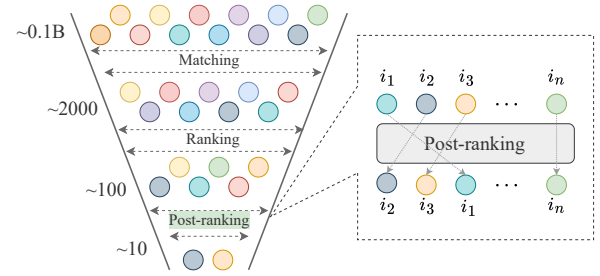 ~0.1B
Matching
~2000
Ranking
~100
Post-ranking
~10
i₁ i₂ i₃ ··· iₙ
Post-ranking
i₂ i₃ i₁ ··· iₙ